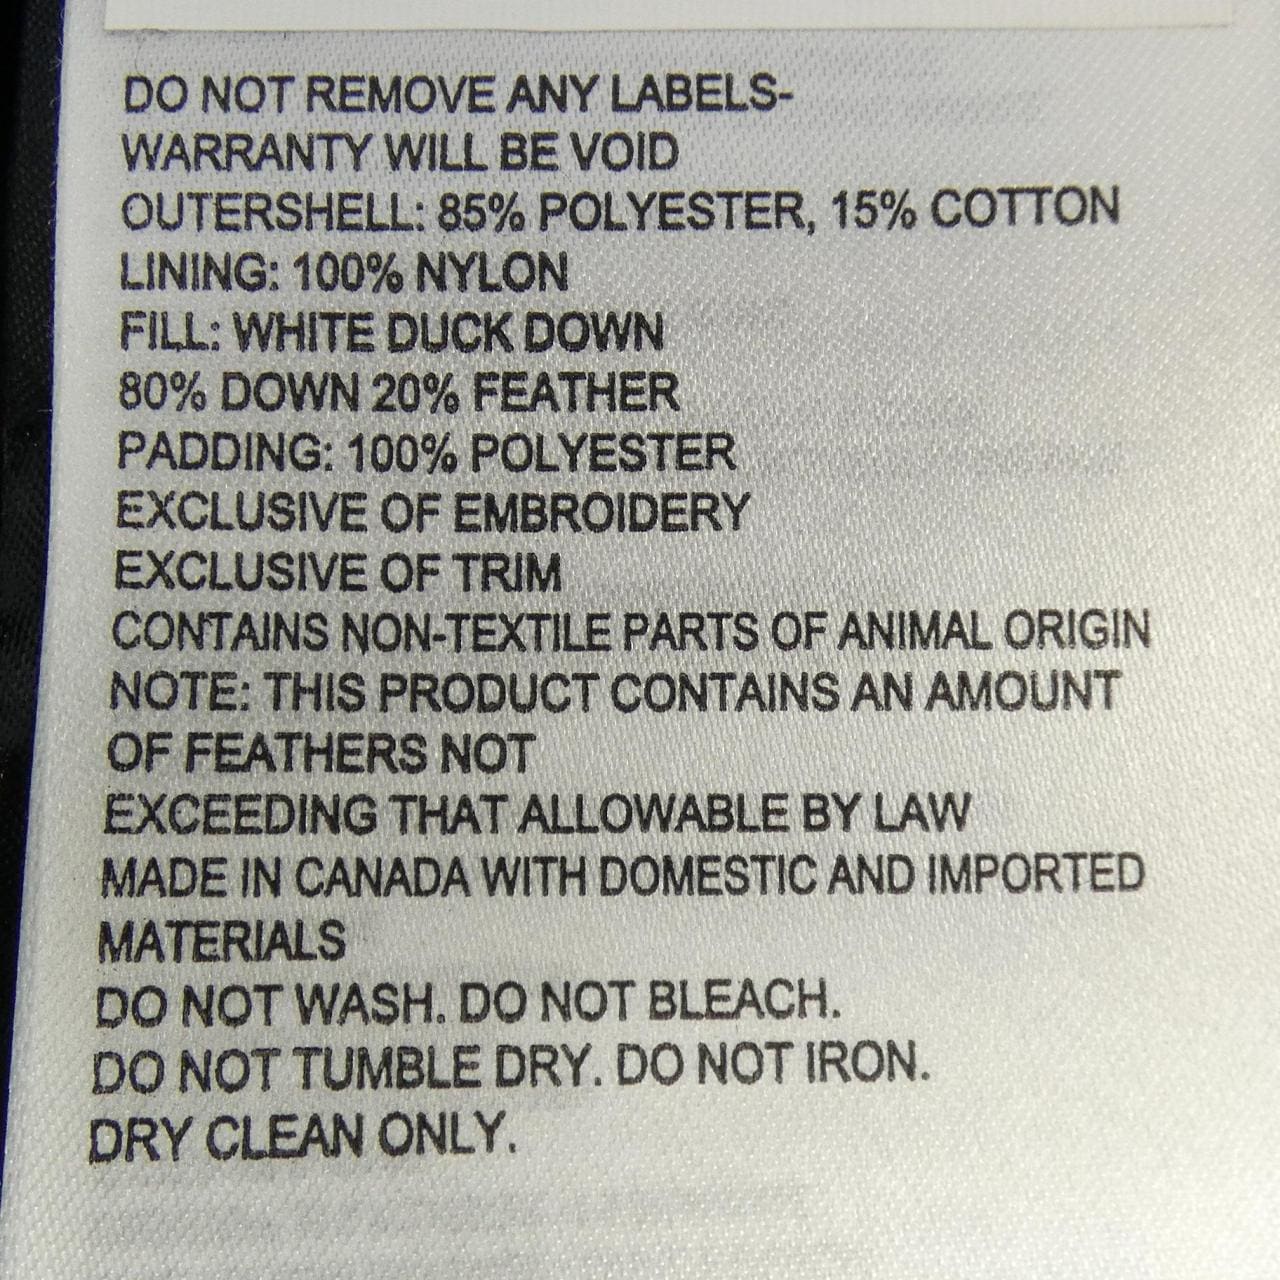 DO NOT REMOVE ANY LABELS-
WARRANTY WILL BE VOID
OUTERSHELL: 85% POLYESTER, 15% COTTON
LINING: 100% NYLON
FILL: WHITE DUCK DOWN
80% DOWN 20% FEATHER
PADDING: 100% POLYESTER
EXCLUSIVE OF EMBROIDERY
EXCLUSIVE OF TRIM
CONTAINS NON-TEXTILE PARTS OF ANIMAL ORIGIN
NOTE: THIS PRODUCT CONTAINS AN AMOUNT
OF FEATHERS NOT
EXCEEDING THAT ALLOWABLE BY LAW
MADE IN CANADA WITH DOMESTIC AND IMPORTED
MATERIALS
DO NOT WASH. DO NOT BLEACH.
DO NOT TUMBLE DRY. DO NOT IRON.
DRY CLEAN ONLY.